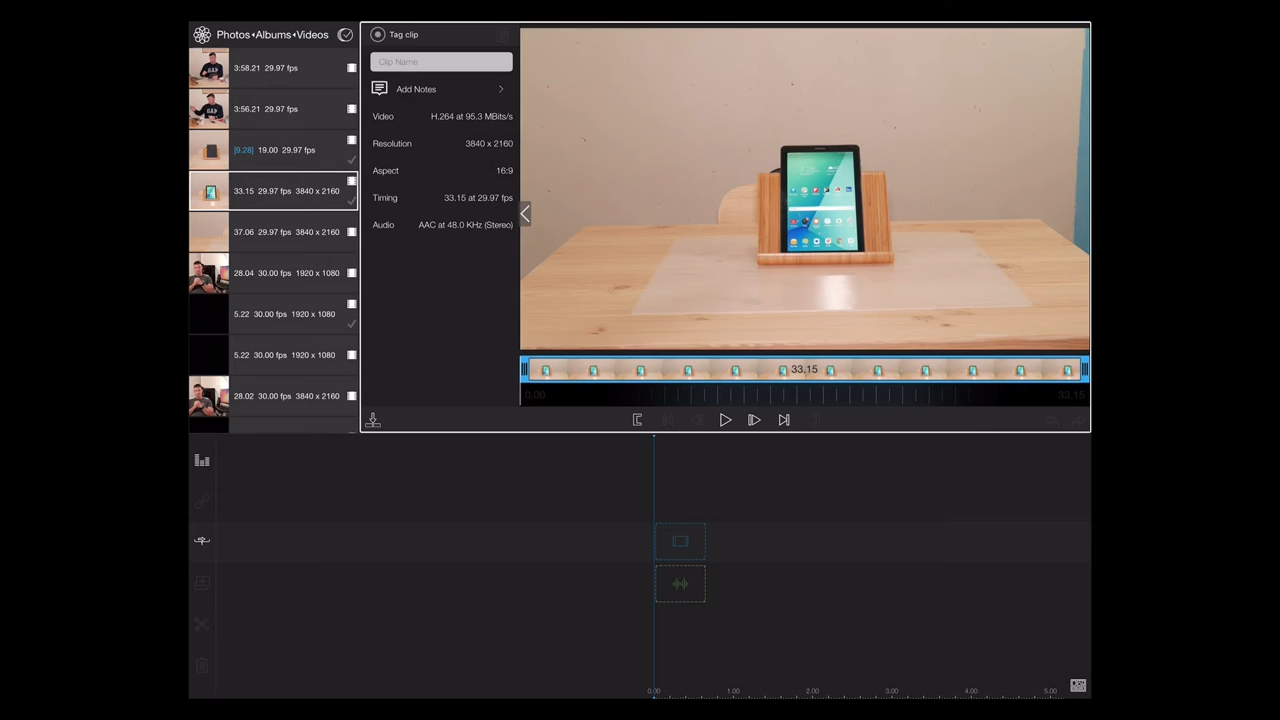 Photos◂Albums◂Videos
3:58.21 29.97 fps
3:56.21 29.97 fps
[9.28] 19.00 29.97 fps
33.15 29.97 fps 3840 x 2160
37.06 29.97 fps 3840 x 2160
28.04 30.00 fps 1920 x 1080
5.22 30.00 fps 1920 x 1080
5.22 30.00 fps 1920 x 1080
28.02 30.00 fps 3840 x 2160
Tag clip
Clip Name
Add Notes
Video H.264 at 95.3 MBits/s
Resolution 3840 x 2160
Aspect 16:9
Timing 33.15 at 29.97 fps
Audio AAC at 48.0 KHz (Stereo)
33.15
0.00 33.15
0.00 1.00 2.00 3.00 4.00 5.00